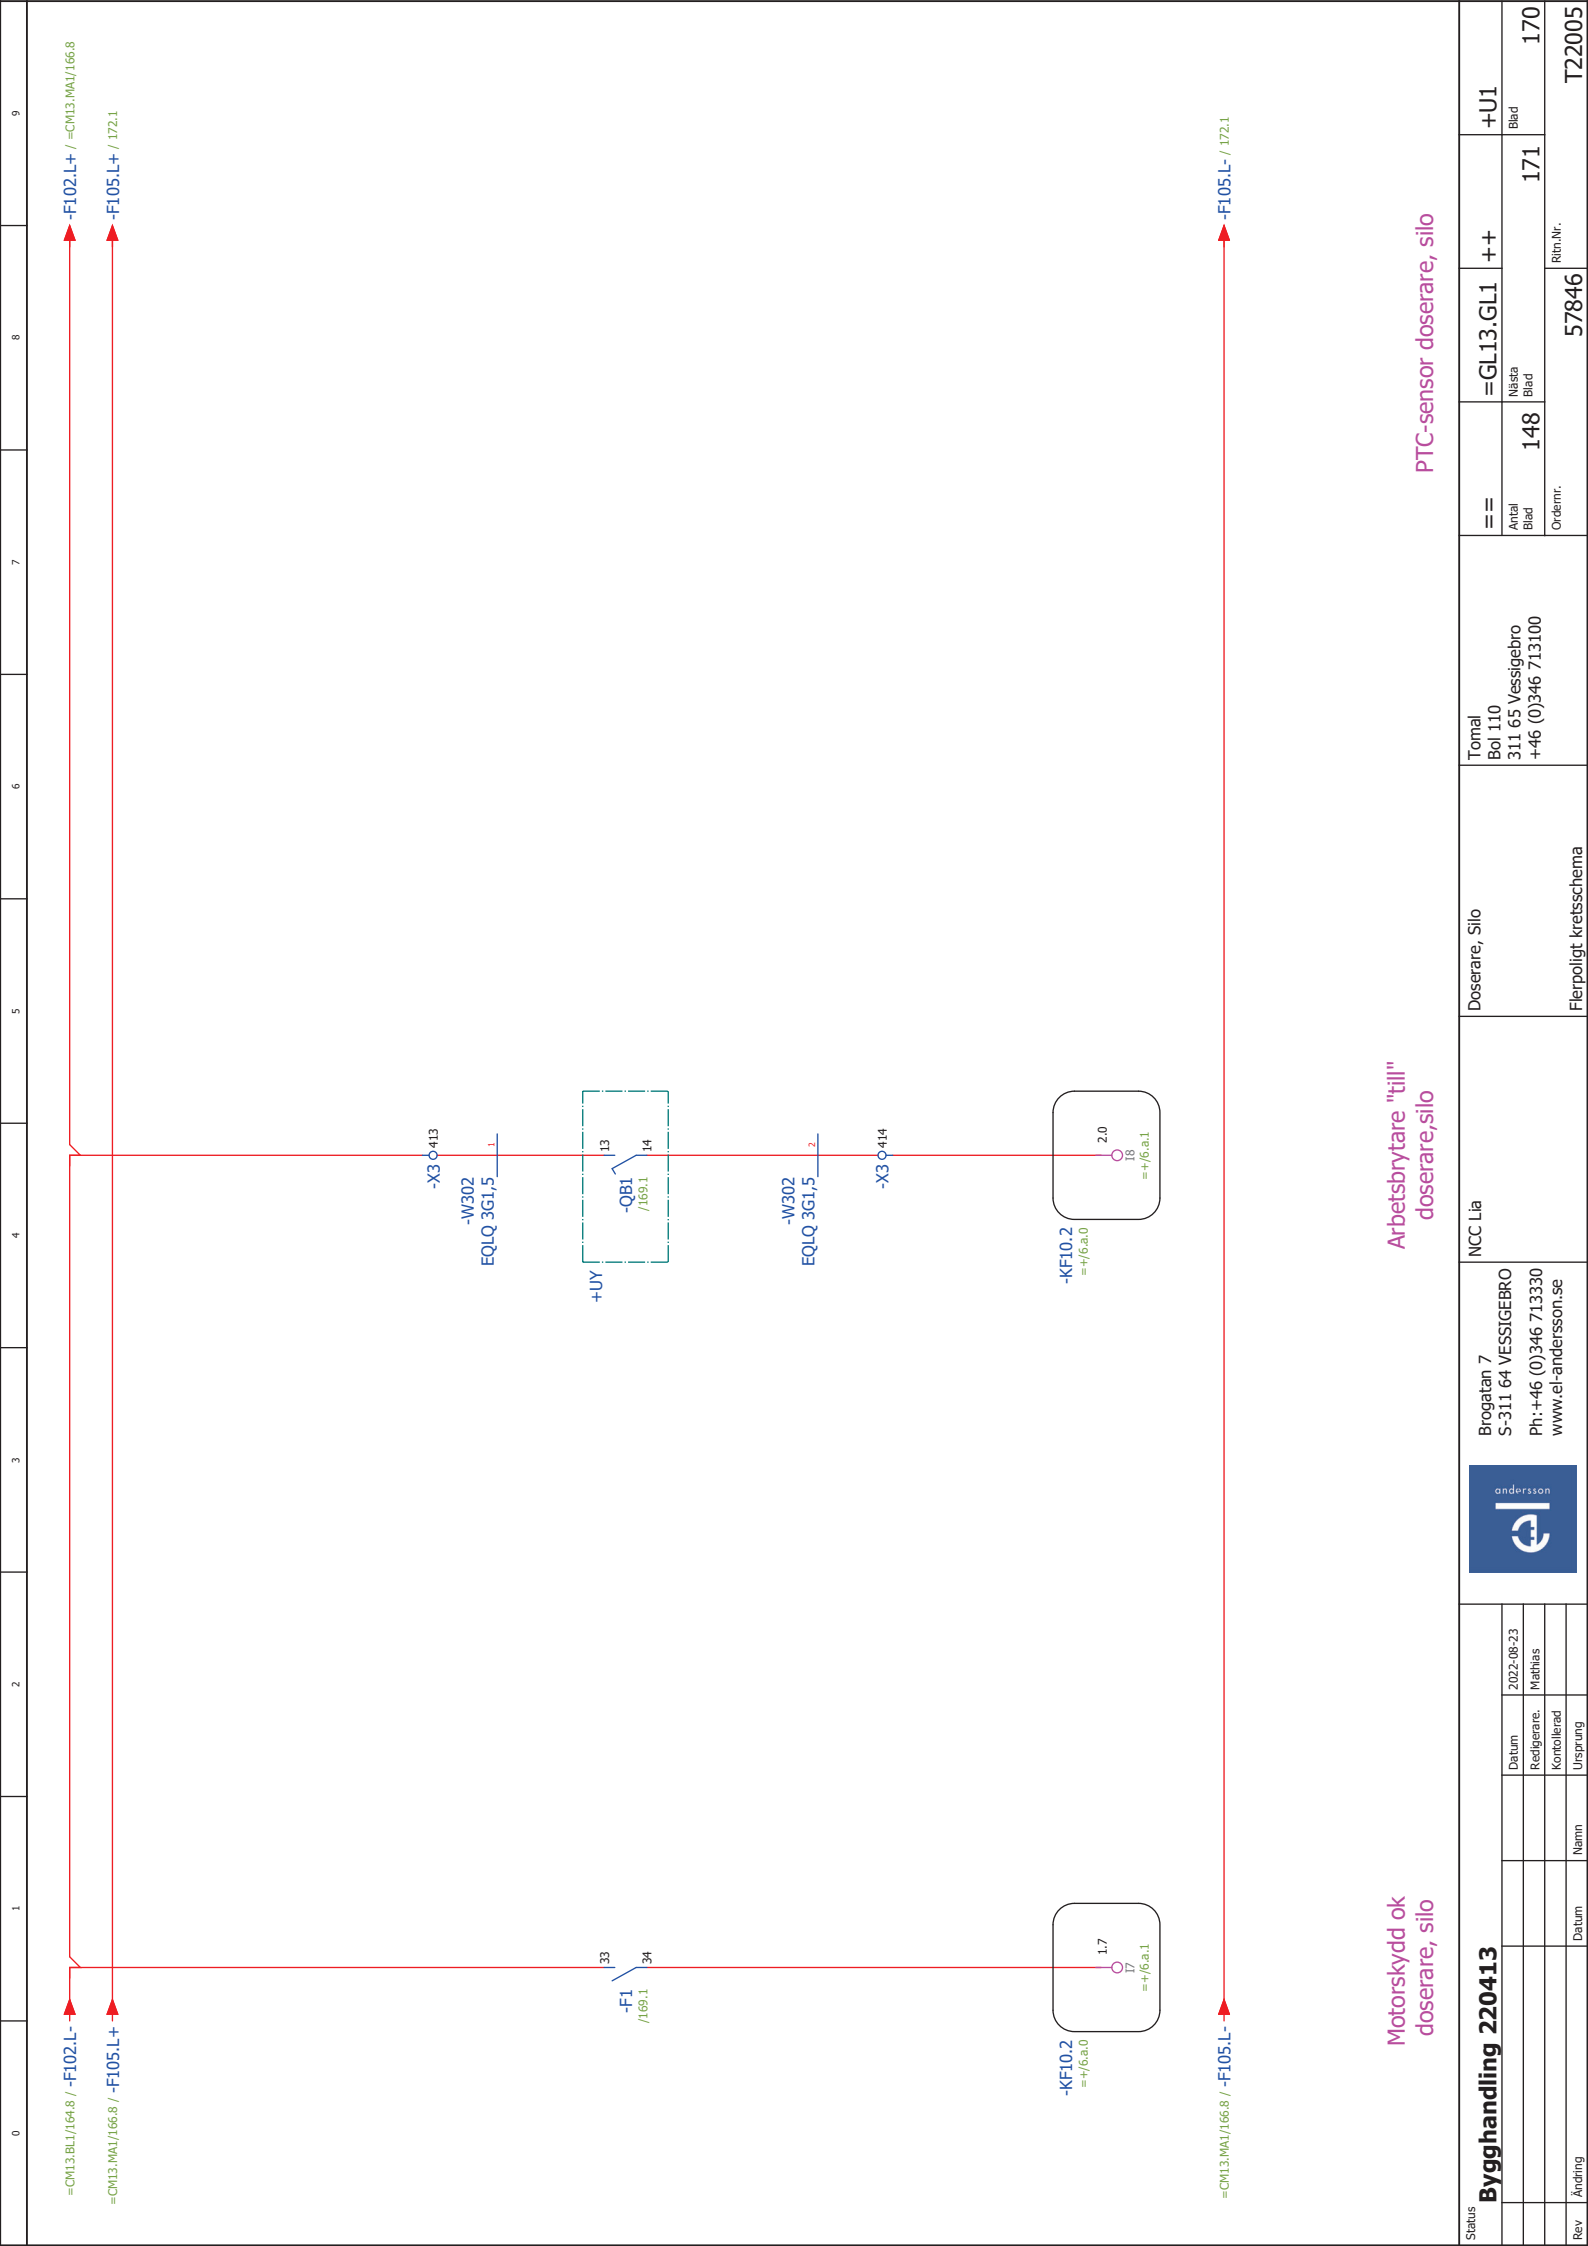 0 1 2 3 4 5 6 7 8 9
=CM13.BL1/164.8 / -F102.L-
-F102.L+ / =CM13.MA1/166.8
=CM13.MA1/166.8 / -F105.L+
-F105.L+ / 172.1
-F1
/169.1
33
34
-KF10.2
=+/6.a.0
1.7
I7
=+/6.a.1
-X3
413
-W302
EQLQ 3G1,5
1
+UY
-QB1
/169.1
13
14
-W302
EQLQ 3G1,5
2
-X3
414
-KF10.2
=+/6.a.0
2.0
I8
=+/6.a.1
=CM13.MA1/166.8 / -F105.L-
-F105.L- / 172.1
Motorskydd ok
doserare, silo
Arbetsbrytare "till"
doserare,silo
PTC-sensor doserare, silo
Status
Bygghandling 220413
Rev
Ändring
Datum
Namn
Datum
2022-08-23
Redigerare.
Mathias
Kontollerad
Ursprung
el andersson
Brogatan 7
S-311 64 VESSIGEBRO
Ph:+46 (0)346 713330
www.el-andersson.se
NCC Lia
Doserare, Silo
Flerpoligt kretsschema
Tomal
Bol 110
311 65 Vessigebro
+46 (0)346 713100
==
=GL13.GL1
++
+U1
Antal
Blad
148
Nästa
Blad
171
Blad
170
Ordernr.
57846
Ritn.Nr.
T22005